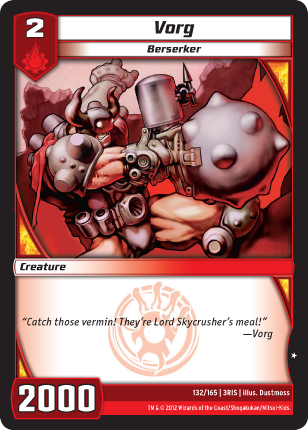 2
Vorg
Berserker
Creature
"Catch those vermin! They're Lord Skycrusher's meal!"
—Vorg
2000
132/165 | 3RIS | Illus. Dustmoss
TM & © 2012 Wizards of the Coast/Shogakukan/Mitsui-Kids.